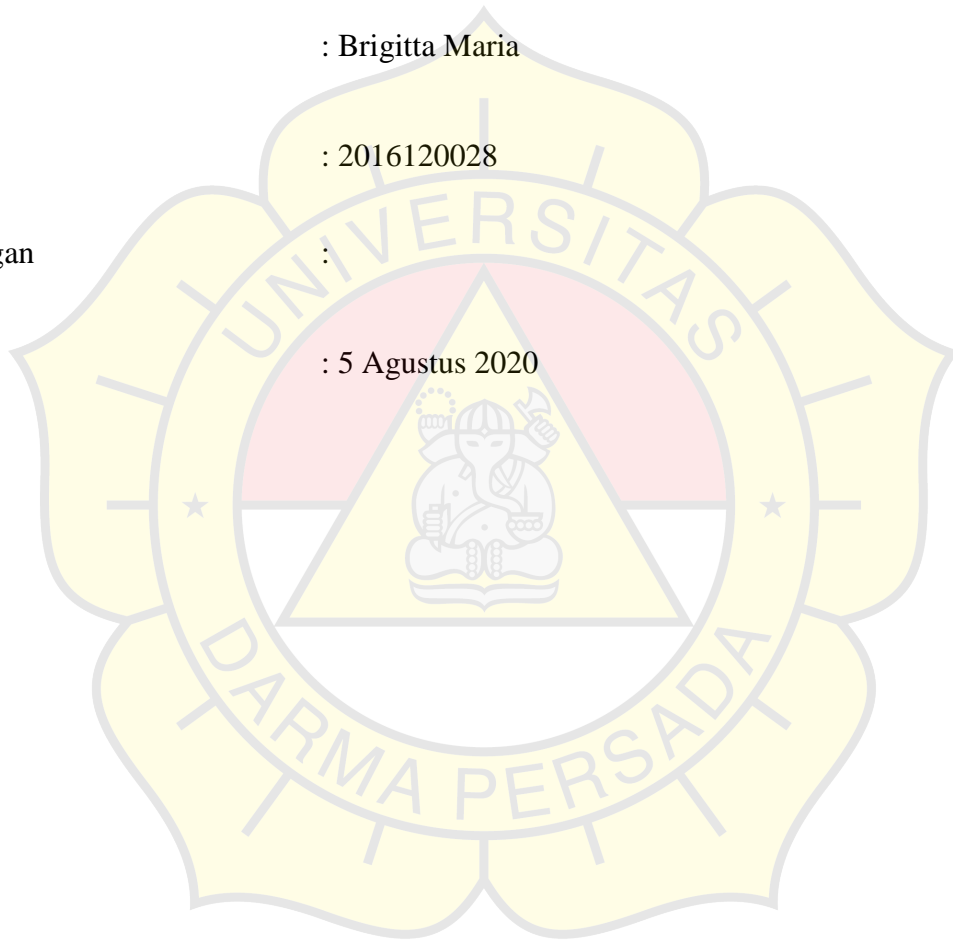 : Brigitta Maria
: 2016120028
gan :
: 5 Agustus 2020
UNIVERSITAS
DARMA PERSADA